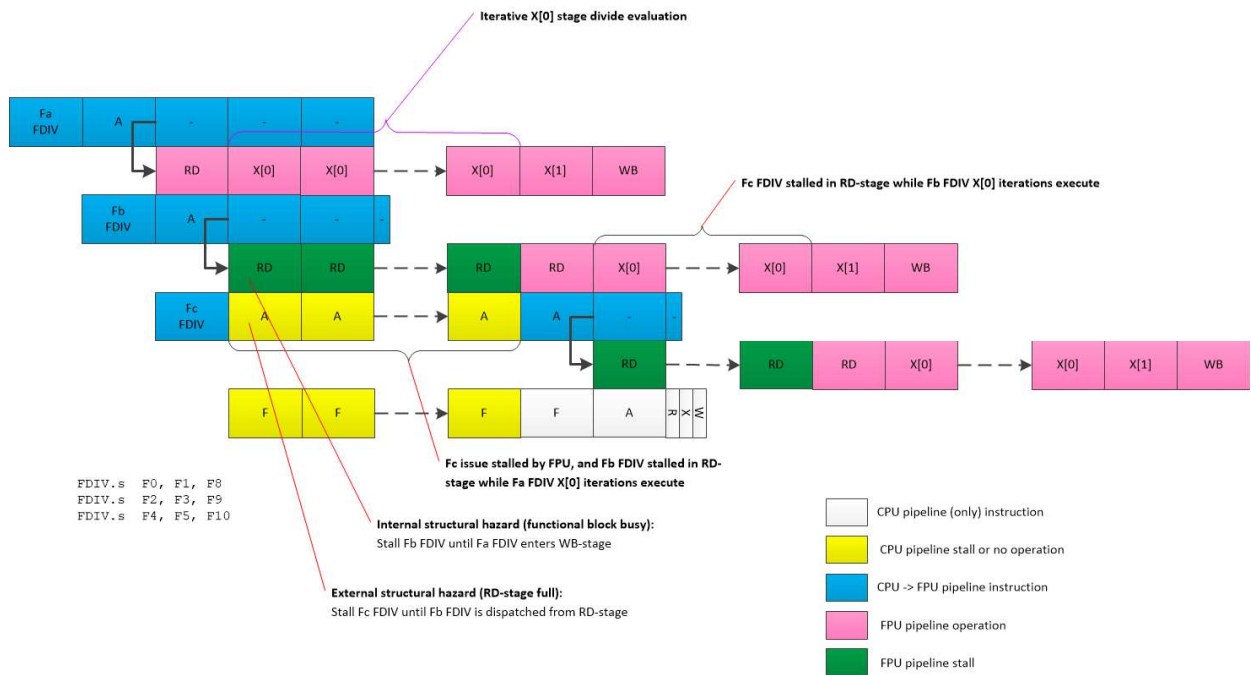 Iterative X[0] stage divide evaluation
Fa
FDIV
A
-
-
-
RD
X[0]
X[0]
X[0]
X[1]
WB
Fc FDIV stalled in RD-stage while Fb FDIV X[0] iterations execute
Fb
FDIV
A
-
-
-
-
RD
RD
RD
RD
X[0]
X[0]
X[1]
WB
Fc
FDIV
A
A
A
A
-
-
RD
RD
RD
X[0]
X[0]
X[1]
WB
F
F
F
F
A
R
X
W
Fc issue stalled by FPU, and Fb FDIV stalled in RD-
stage while Fa FDIV X[0] iterations execute
FDIV.s F0, F1, F8
FDIV.s F2, F3, F9
FDIV.s F4, F5, F10
Internal structural hazard (functional block busy):
Stall Fb FDIV until Fa FDIV enters WB-stage
External structural hazard (RD-stage full):
Stall Fc FDIV until Fb FDIV is dispatched from RD-stage
CPU pipeline (only) instruction
CPU pipeline stall or no operation
CPU -> FPU pipeline instruction
FPU pipeline operation
FPU pipeline stall